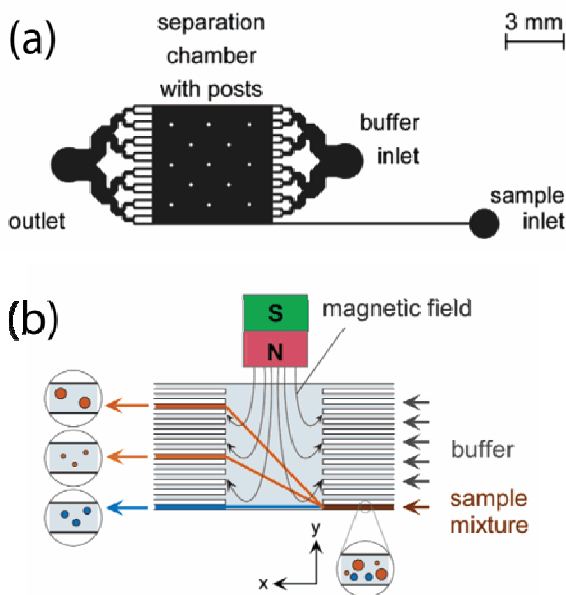 (a)
separation
chamber
with posts
3 mm
buffer
inlet
outlet
sample
inlet
(b)
S
N
magnetic field
buffer
sample
mixture
y
x